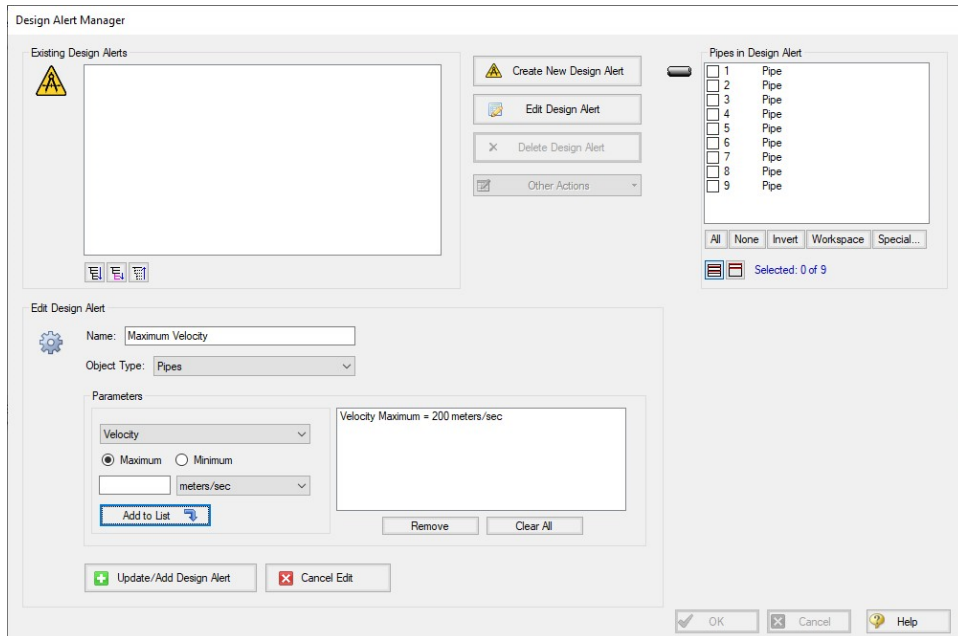 Design Alert Manager
Existing Design Alerts
Create New Design Alert
Edit Design Alert
Delete Design Alert
Other Actions
Pipes in Design Alert
1 Pipe
2 Pipe
3 Pipe
4 Pipe
5 Pipe
6 Pipe
7 Pipe
8 Pipe
9 Pipe
All None Invert Workspace Special...
Selected: 0 of 9
Edit Design Alert
Name: Maximum Velocity
Object Type: Pipes
Parameters
Velocity
Maximum Minimum
meters/sec
Add to List
Velocity Maximum = 200 meters/sec
Remove Clear All
Update/Add Design Alert Cancel Edit
OK Cancel Help